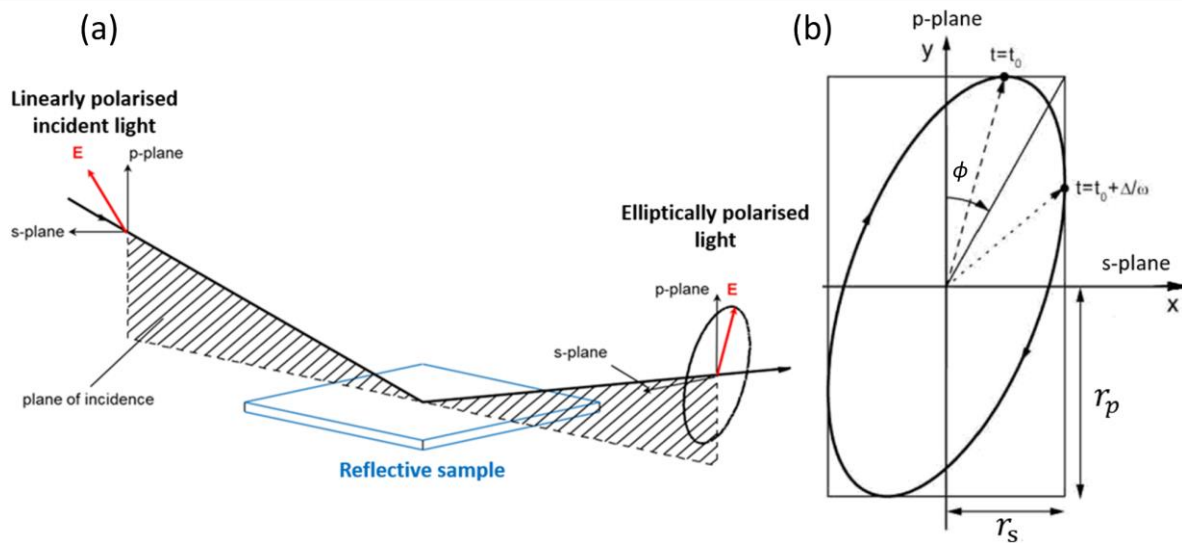 (a)
Linearly polarised
incident light
E
p-plane
s-plane
plane of incidence
Reflective sample
Elliptically polarised
light
p-plane
E
s-plane
(b)
p-plane
y
t=t₀
ϕ
t=t₀+Δ/ω
s-plane
x
rₚ
rₛ